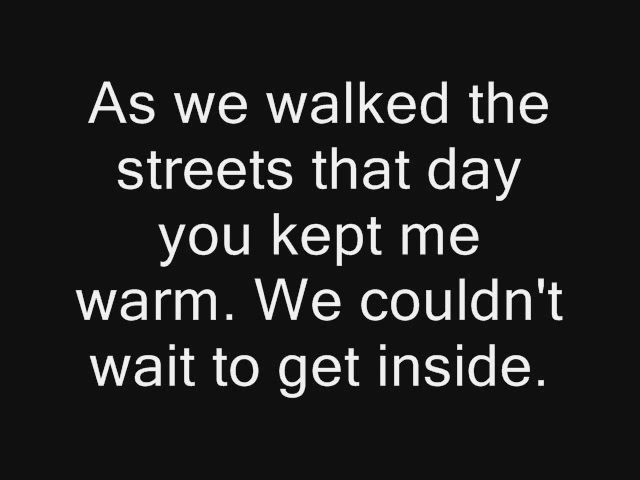 As we walked the
streets that day
you kept me
warm. We couldn't
wait to get inside.